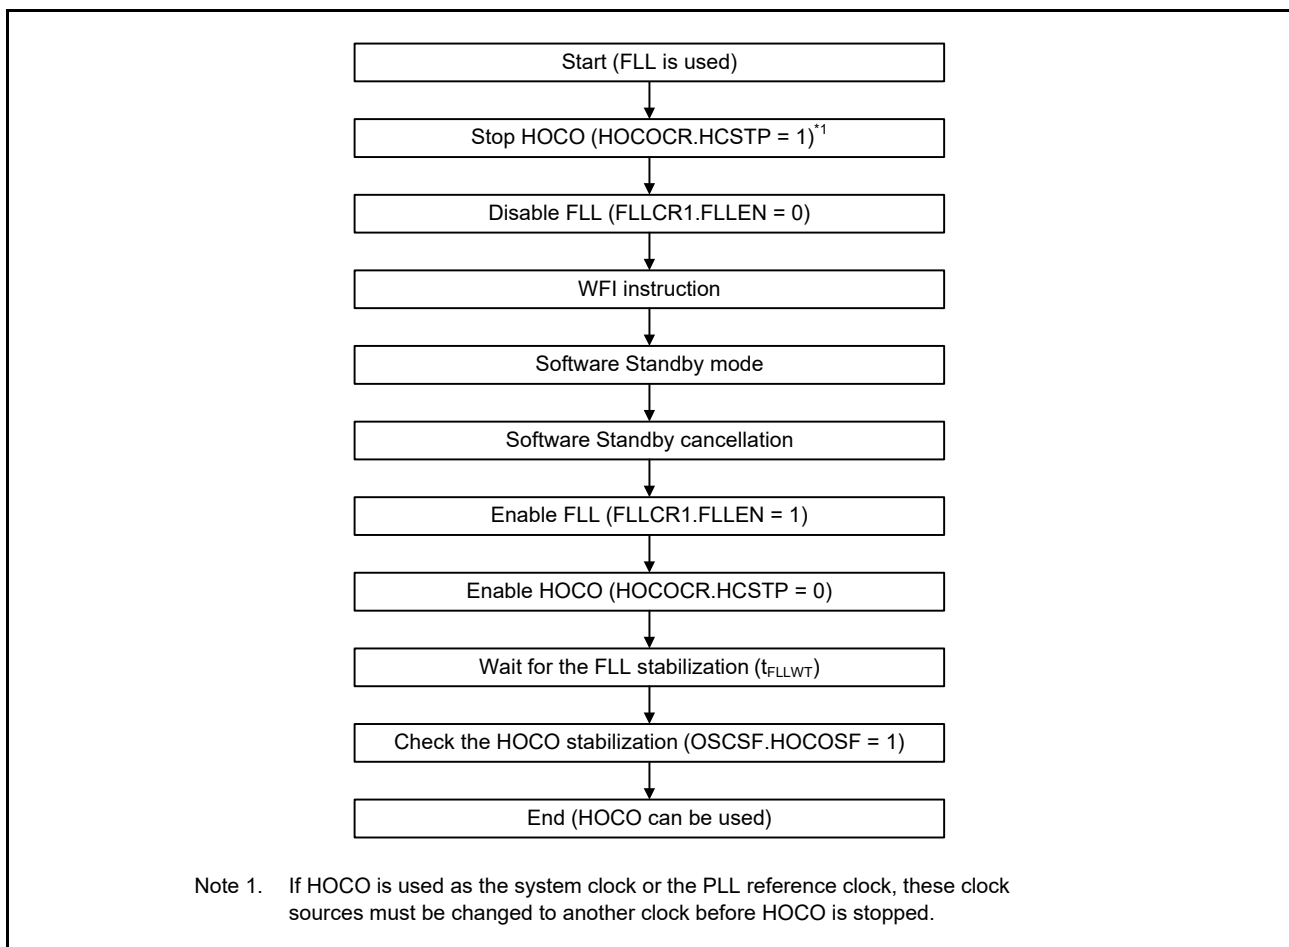 Start (FLL is used)
Stop HOCO (HOCOCR.HCSTP = 1)*1
Disable FLL (FLLCR1.FLLEN = 0)
WFI instruction
Software Standby mode
Software Standby cancellation
Enable FLL (FLLCR1.FLLEN = 1)
Enable HOCO (HOCOCR.HCSTP = 0)
Wait for the FLL stabilization (tFLLWT)
Check the HOCO stabilization (OSCSF.HOCOSF = 1)
End (HOCO can be used)
Note 1. If HOCO is used as the system clock or the PLL reference clock, these clock
sources must be changed to another clock before HOCO is stopped.